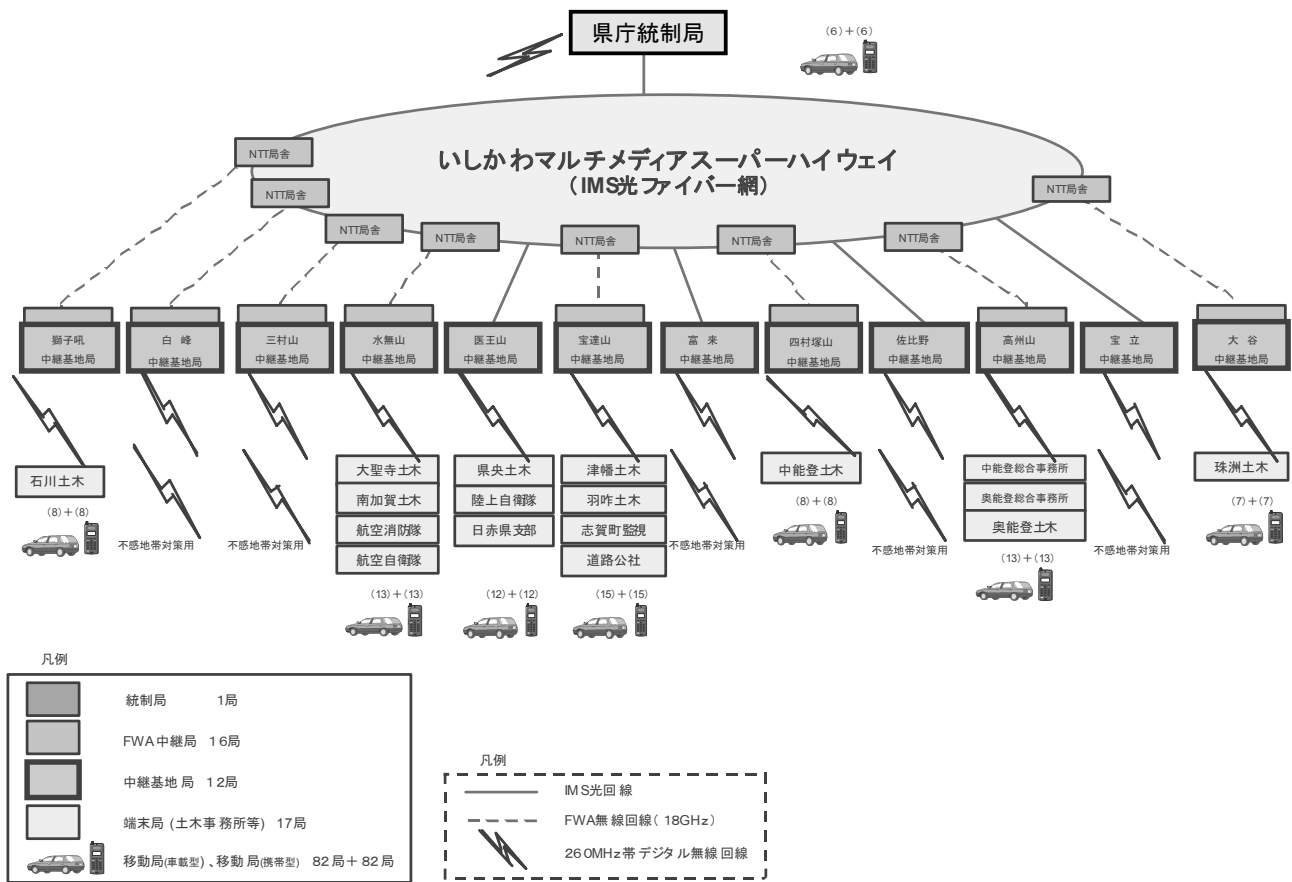 県庁統制局
(6)+(6)
いしかわマルチメディアスーパーハイウェイ
(IMS光ファイバー網)
NTT局舎
NTT局舎
NTT局舎
NTT局舎
NTT局舎
NTT局舎
NTT局舎
NTT局舎
獅子吼
中継基地局
白 峰
中継基地局
三村山
中継基地局
水無山
中継基地局
医王山
中継基地局
宝達山
中継基地局
富 来
中継基地局
四村塚山
中継基地局
佐比野
中継基地局
高州山
中継基地局
宝 立
中継基地局
大 谷
中継基地局
石川土木
(8)+(8)
不感地帯対策用
不感地帯対策用
大聖寺土木
南加賀土木
航空消防隊
航空自衛隊
(13)+(13)
県央土木
陸上自衛隊
日赤県支部
(12)+(12)
津幡土木
羽咋土木
志賀町監視
道路公社
(15)+(15)
不感地帯対策用
中能登土木
(8)+(8)
不感地帯対策用
中能登総合事務所
奥能登総合事務所
奥能登土木
(13)+(13)
不感地帯対策用
珠洲土木
(7)+(7)
凡例
統制局 1局
FWA中継局 16局
中継基地局 12局
端末局 (土木事務所等) 17局
移動局(車載型)、移動局(携帯型) 82局+82局
凡例
IMS光回線
FWA無線回線(18GHz)
260MHz帯デジタル無線回線